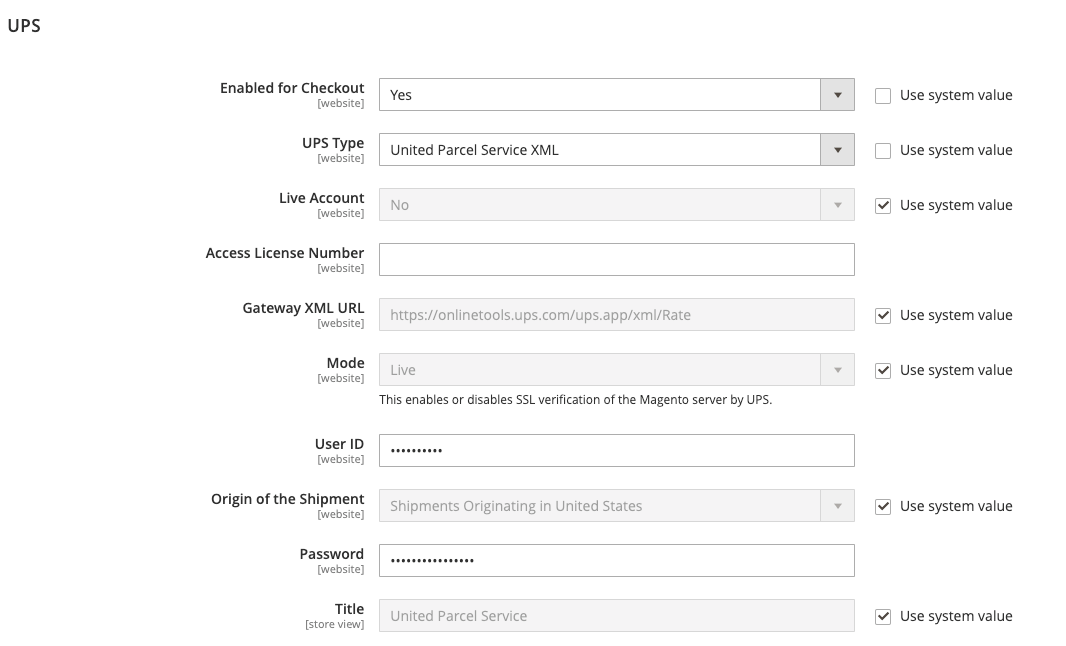 UPS
Enabled for Checkout
[website]
Yes
Use system value
UPS Type
[website]
United Parcel Service XML
Use system value
Live Account
[website]
No
Use system value
Access License Number
[website]
Gateway XML URL
[website]
https://onlinetools.ups.com/ups.app/xml/Rate
Use system value
Mode
[website]
Live
Use system value
This enables or disables SSL verification of the Magento server by UPS.
User ID
[website]
••••••••••
Origin of the Shipment
[website]
Shipments Originating in United States
Use system value
Password
[website]
••••••••••••••••
Title
[store view]
United Parcel Service
Use system value